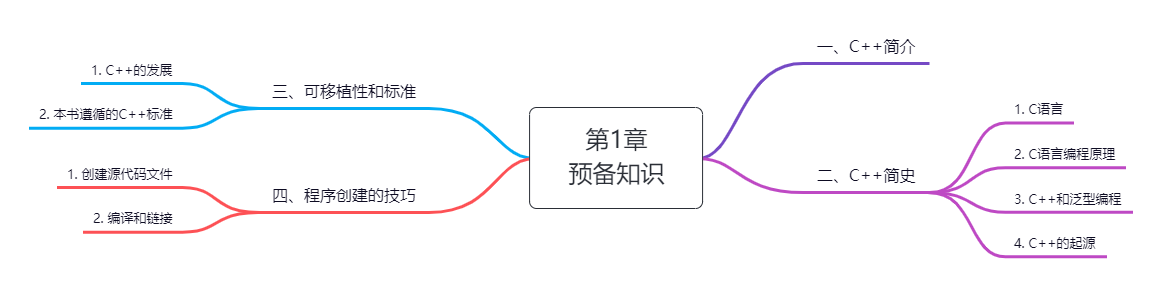 第1章
预备知识
一、C++简介
二、C++简史
1. C语言
2. C语言编程原理
3. C++和泛型编程
4. C++的起源
三、可移植性和标准
1. C++的发展
2. 本书遵循的C++标准
四、程序创建的技巧
1. 创建源代码文件
2. 编译和链接